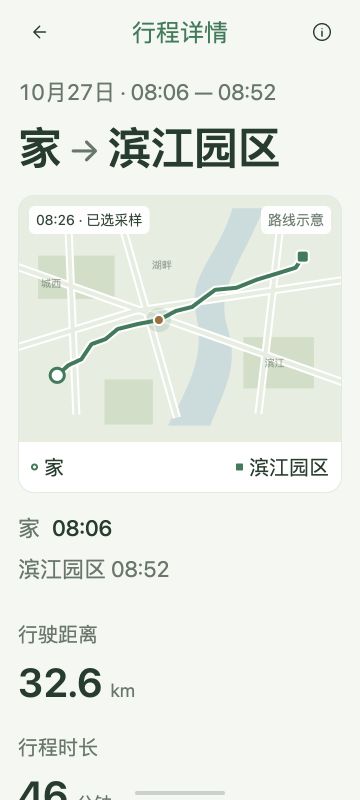 行程详情
10月27日 · 08:06 — 08:52
家 → 滨江园区
08:26 · 已选采样
路线示意
湖畔
城西
滨江
家
滨江园区
家 08:06
滨江园区 08:52
行驶距离
32.6 km
行程时长
46 分钟